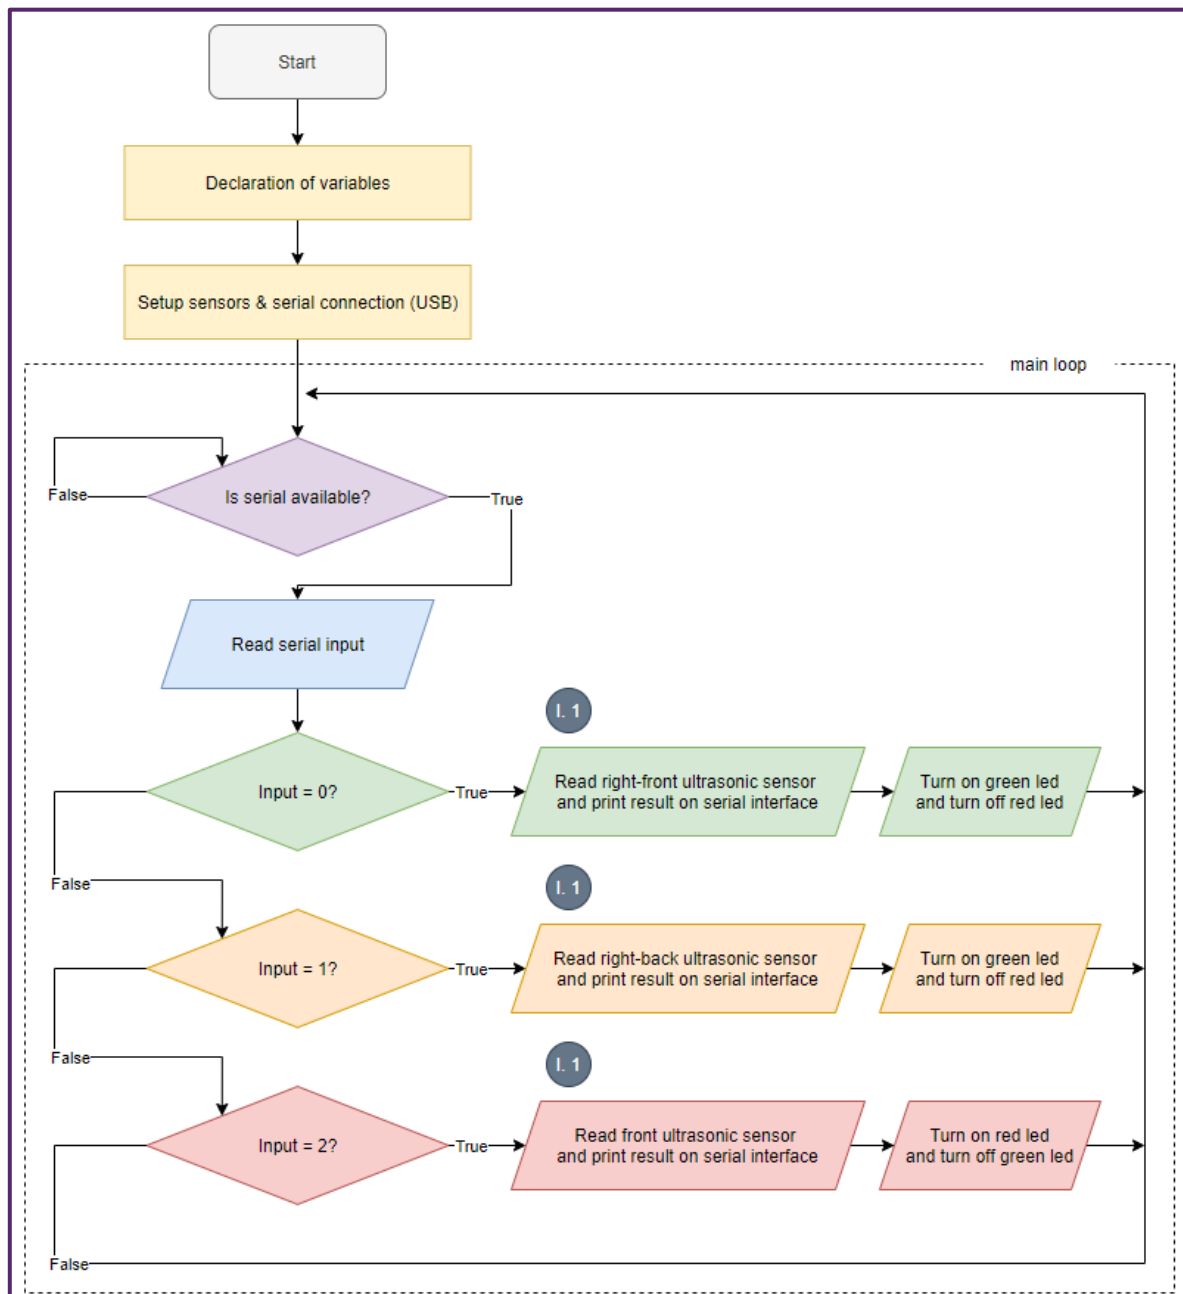 Start
Declaration of variables
Setup sensors & serial connection (USB)
main loop
Is serial available?
False
True
Read serial input
I. 1
Input = 0?
True
Read right-front ultrasonic sensor
and print result on serial interface
Turn on green led
and turn off red led
False
I. 1
Input = 1?
True
Read right-back ultrasonic sensor
and print result on serial interface
Turn on green led
and turn off red led
False
I. 1
Input = 2?
True
Read front ultrasonic sensor
and print result on serial interface
Turn on red led
and turn off green led
False